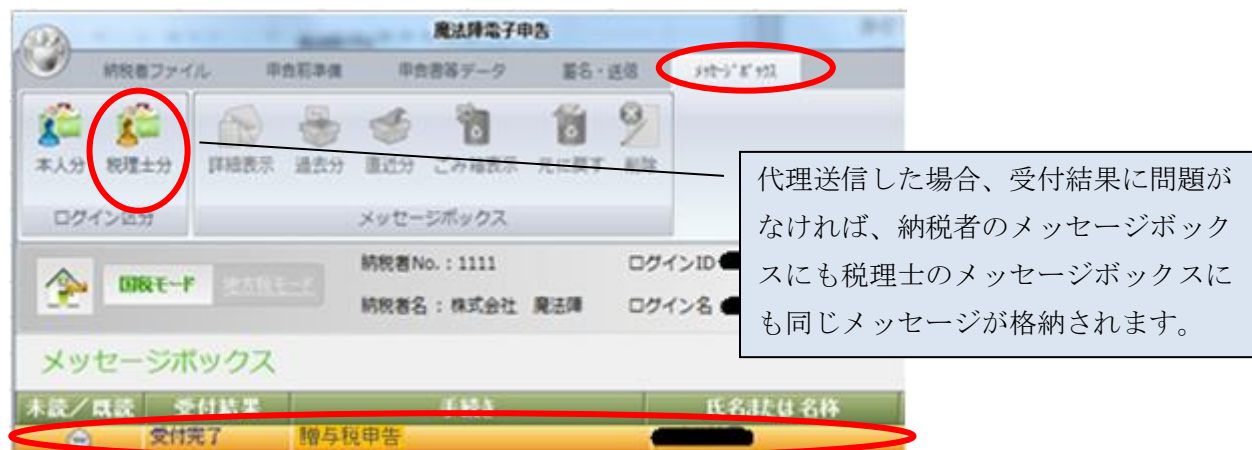 魔法陣電子申告
納税者ファイル 申告前準備 申告書等データ 署名・送信 ﾒｯｾｰｼﾞﾎﾞｯｸｽ
本人分 税理士分 詳細表示 過去分 直近分 ごみ箱表示 元に戻す 削除
ログイン区分 メッセージボックス
代理送信した場合、受付結果に問題が
なければ、納税者のメッセージボック
スにも税理士のメッセージボックスに
も同じメッセージが格納されます。
国税モード 地方税モード 納税者No.：1111 ログインID
納税者名：株式会社 魔法陣 ログイン名
メッセージボックス
未読／既読 受付結果 手続き 氏名または名称
受付完了 贈与税申告